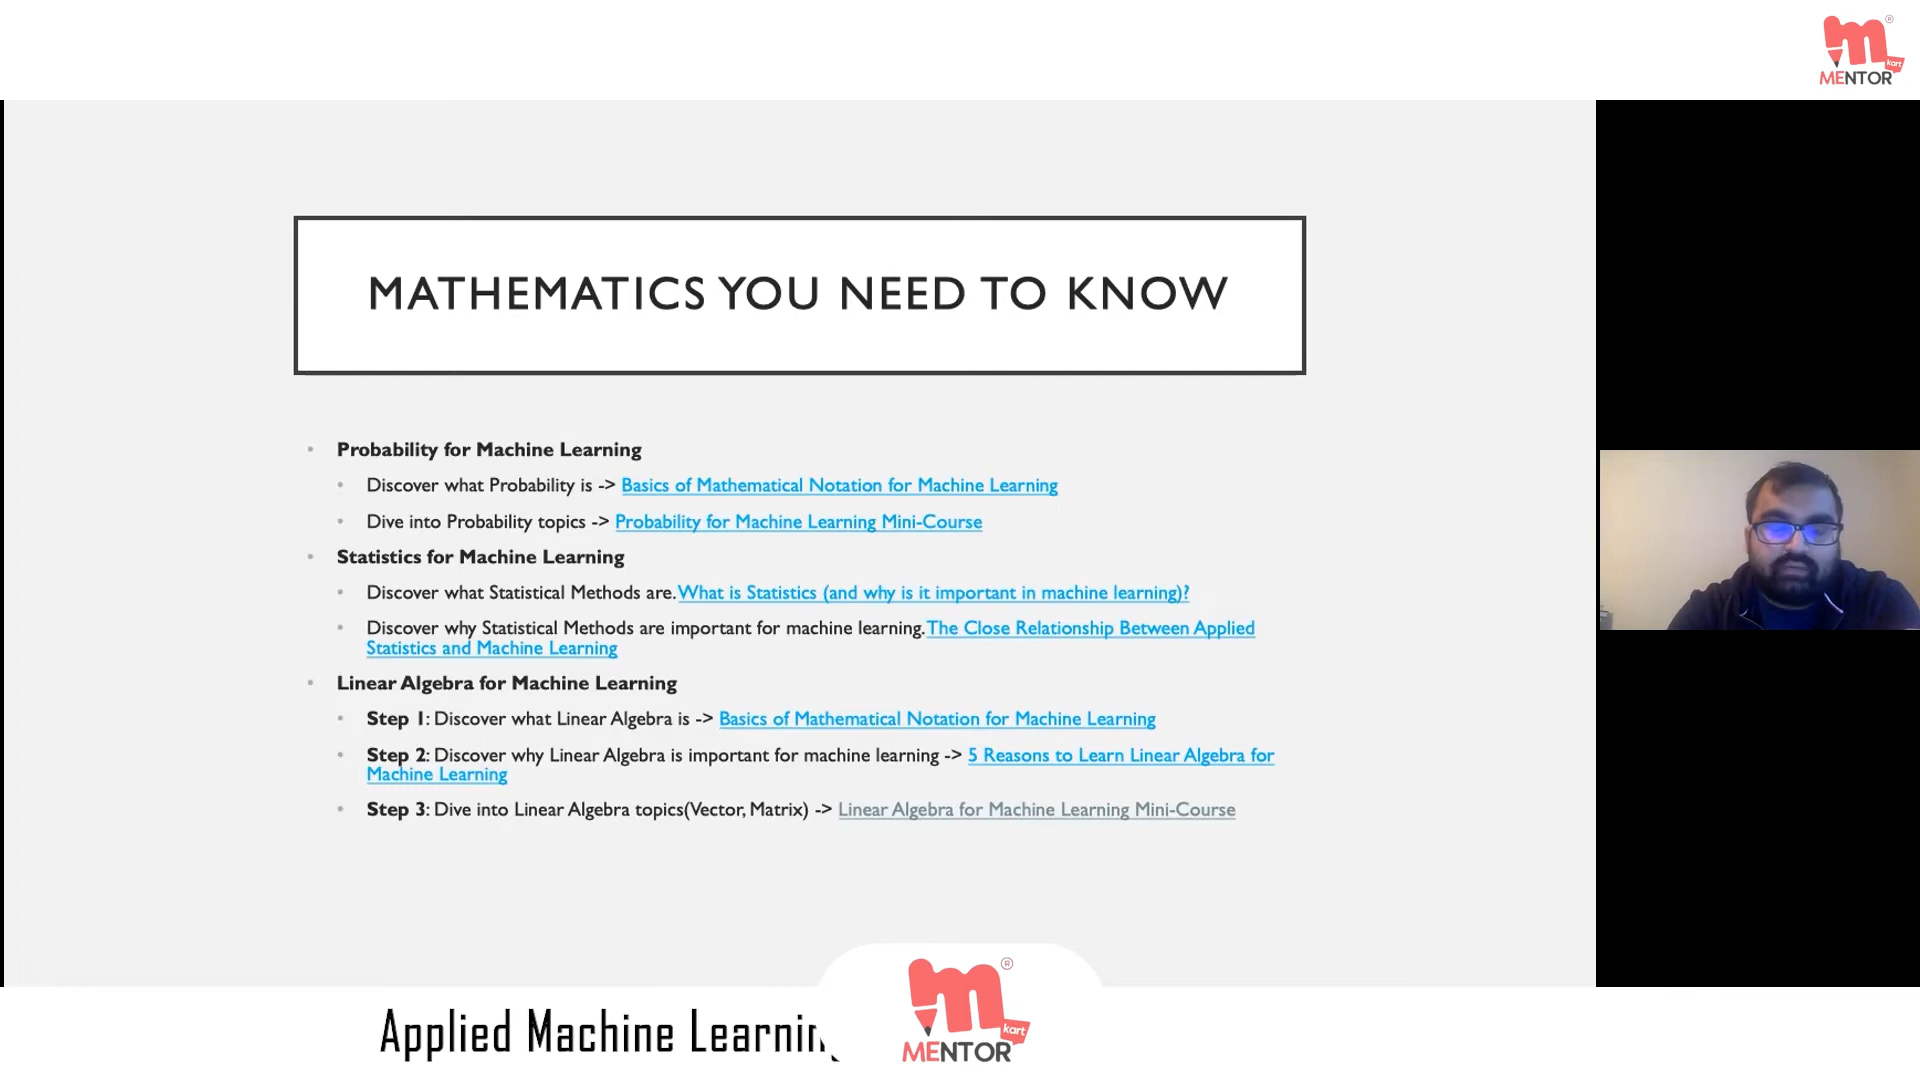 m®
kart
MENTOR
MATHEMATICS YOU NEED TO KNOW
• Probability for Machine Learning
• Discover what Probability is -> Basics of Mathematical Notation for Machine Learning
• Dive into Probability topics -> Probability for Machine Learning Mini-Course
• Statistics for Machine Learning
• Discover what Statistical Methods are. What is Statistics (and why is it important in machine learning)?
• Discover why Statistical Methods are important for machine learning. The Close Relationship Between Applied
Statistics and Machine Learning
• Linear Algebra for Machine Learning
• Step 1: Discover what Linear Algebra is -> Basics of Mathematical Notation for Machine Learning
• Step 2: Discover why Linear Algebra is important for machine learning -> 5 Reasons to Learn Linear Algebra for
Machine Learning
• Step 3: Dive into Linear Algebra topics(Vector, Matrix) -> Linear Algebra for Machine Learning Mini-Course
Applied Machine Learning
m®
kart
MENTOR